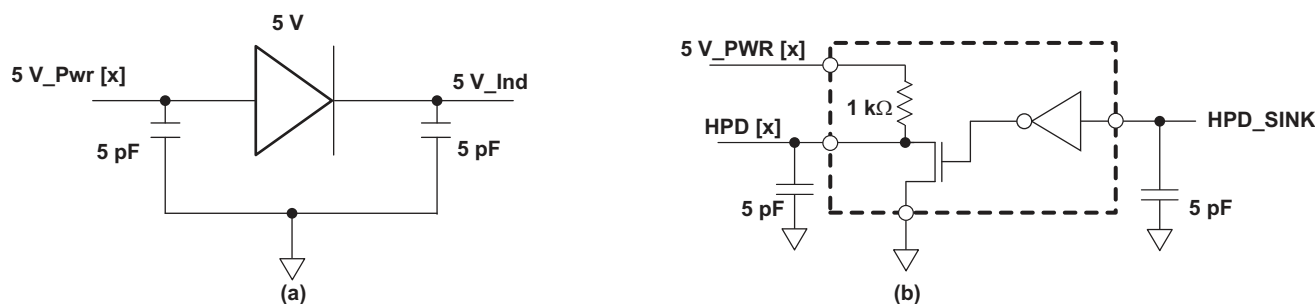 5 V
5 V_Pwr [x]
5 V_Ind
5 pF
5 pF
(a)
5 V_PWR [x]
1 kΩ
HPD [x]
HPD_SINK
5 pF
5 pF
(b)